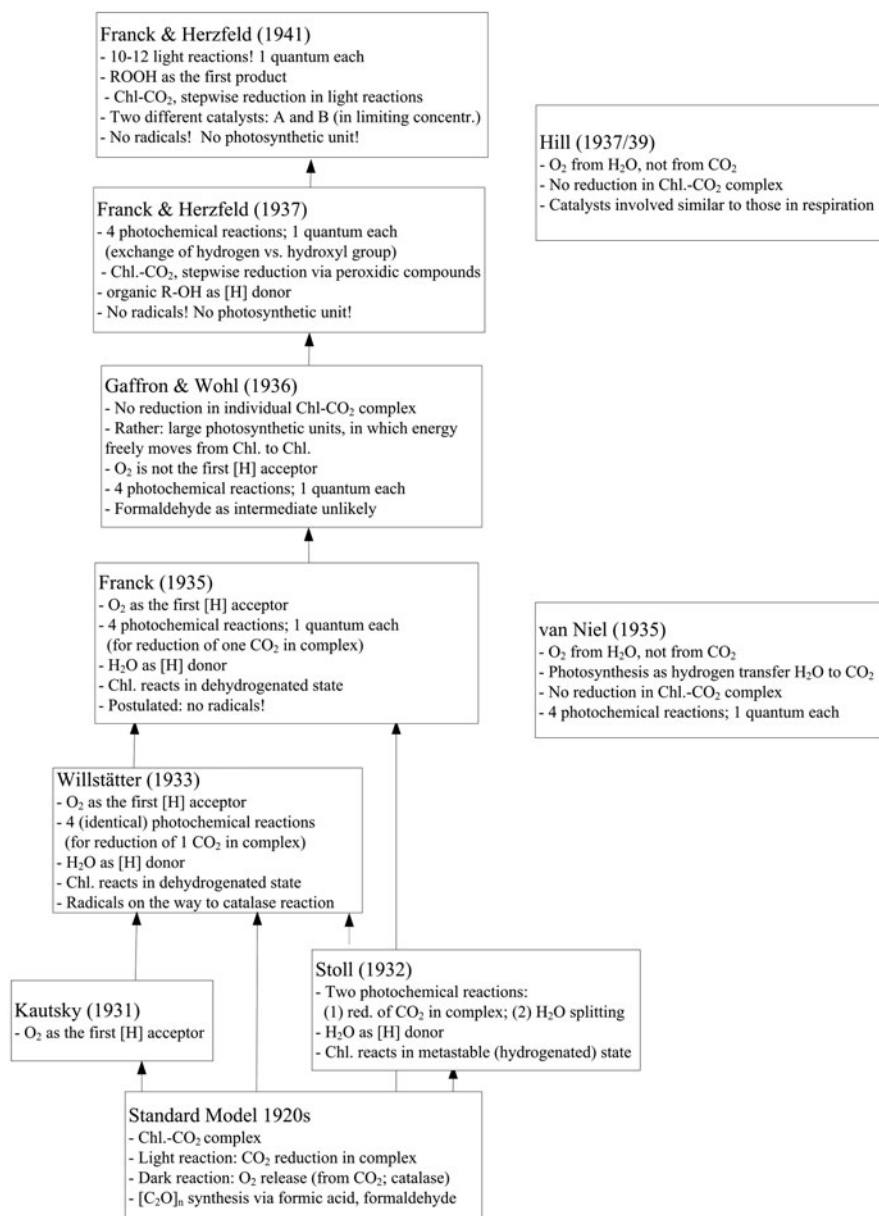 Franck & Herzfeld (1941)
- 10-12 light reactions! 1 quantum each
- ROOH as the first product
- Chl-CO₂, stepwise reduction in light reactions
- Two different catalysts: A and B (in limiting concentr.)
- No radicals! No photosynthetic unit!
Hill (1937/39)
- O₂ from H₂O, not from CO₂
- No reduction in Chl.-CO₂ complex
- Catalysts involved similar to those in respiration
Franck & Herzfeld (1937)
- 4 photochemical reactions; 1 quantum each
(exchange of hydrogen vs. hydroxyl group)
- Chl.-CO₂, stepwise reduction via peroxidic compounds
- organic R-OH as [H] donor
- No radicals! No photosynthetic unit!
Gaffron & Wohl (1936)
- No reduction in individual Chl-CO₂ complex
- Rather: large photosynthetic units, in which energy
freely moves from Chl. to Chl.
- O₂ is not the first [H] acceptor
- 4 photochemical reactions; 1 quantum each
- Formaldehyde as intermediate unlikely
Franck (1935)
- O₂ as the first [H] acceptor
- 4 photochemical reactions; 1 quantum each
(for reduction of one CO₂ in complex)
- H₂O as [H] donor
- Chl. reacts in dehydrogenated state
- Postulated: no radicals!
van Niel (1935)
- O₂ from H₂O, not from CO₂
- Photosynthesis as hydrogen transfer H₂O to CO₂
- No reduction in Chl.-CO₂ complex
- 4 photochemical reactions; 1 quantum each
Willstätter (1933)
- O₂ as the first [H] acceptor
- 4 (identical) photochemical reactions
(for reduction of 1 CO₂ in complex)
- H₂O as [H] donor
- Chl. reacts in dehydrogenated state
- Radicals on the way to catalase reaction
Stoll (1932)
- Two photochemical reactions:
(1) red. of CO₂ in complex; (2) H₂O splitting
- H₂O as [H] donor
- Chl. reacts in metastable (hydrogenated) state
Kautsky (1931)
- O₂ as the first [H] acceptor
Standard Model 1920s
- Chl.-CO₂ complex
- Light reaction: CO₂ reduction in complex
- Dark reaction: O₂ release (from CO₂; catalase)
- [C₂O]ₙ synthesis via formic acid, formaldehyde